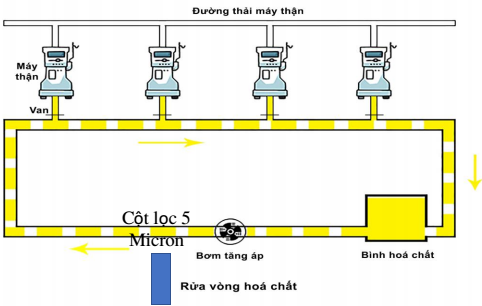 Đường thải máy thận
Máy
thận
Van
Cột lọc 5
Micron
Bơm tăng áp
Bình hoá chất
Rửa vòng hoá chất